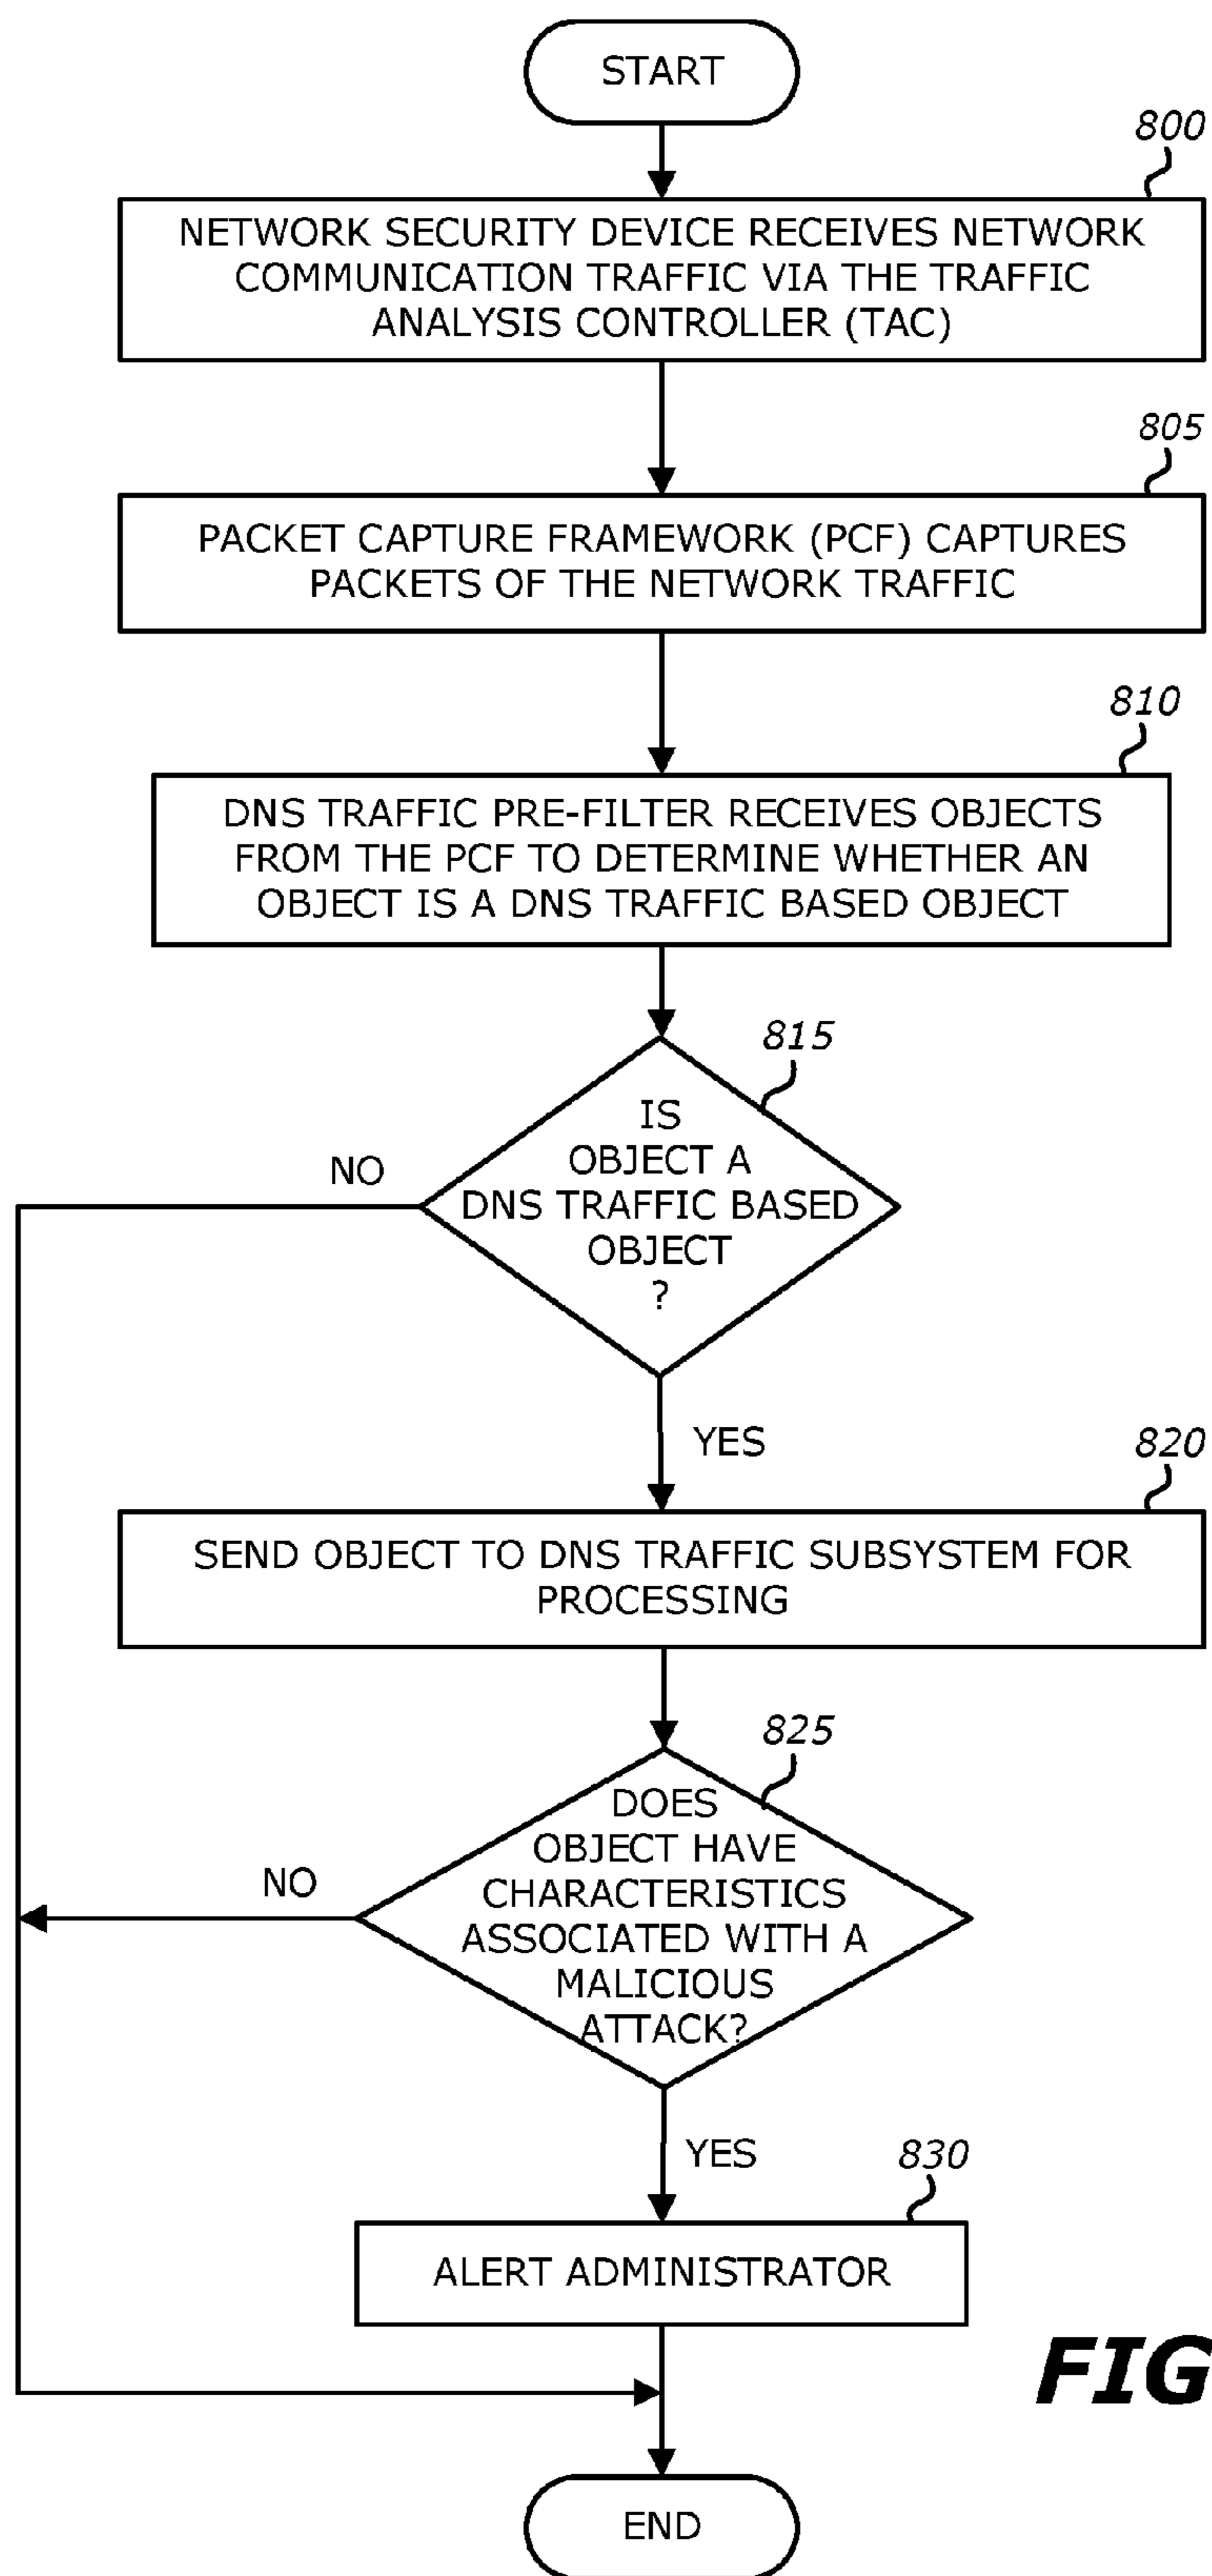 START
800
NETWORK SECURITY DEVICE RECEIVES NETWORK
COMMUNICATION TRAFFIC VIA THE TRAFFIC
ANALYSIS CONTROLLER (TAC)
805
PACKET CAPTURE FRAMEWORK (PCF) CAPTURES
PACKETS OF THE NETWORK TRAFFIC
810
DNS TRAFFIC PRE-FILTER RECEIVES OBJECTS
FROM THE PCF TO DETERMINE WHETHER AN
OBJECT IS A DNS TRAFFIC BASED OBJECT
815
IS
OBJECT A
DNS TRAFFIC BASED
OBJECT
?
NO
YES
820
SEND OBJECT TO DNS TRAFFIC SUBSYSTEM FOR
PROCESSING
825
DOES
OBJECT HAVE
CHARACTERISTICS
ASSOCIATED WITH A
MALICIOUS
ATTACK?
NO
YES
830
ALERT ADMINISTRATOR
FIG
END